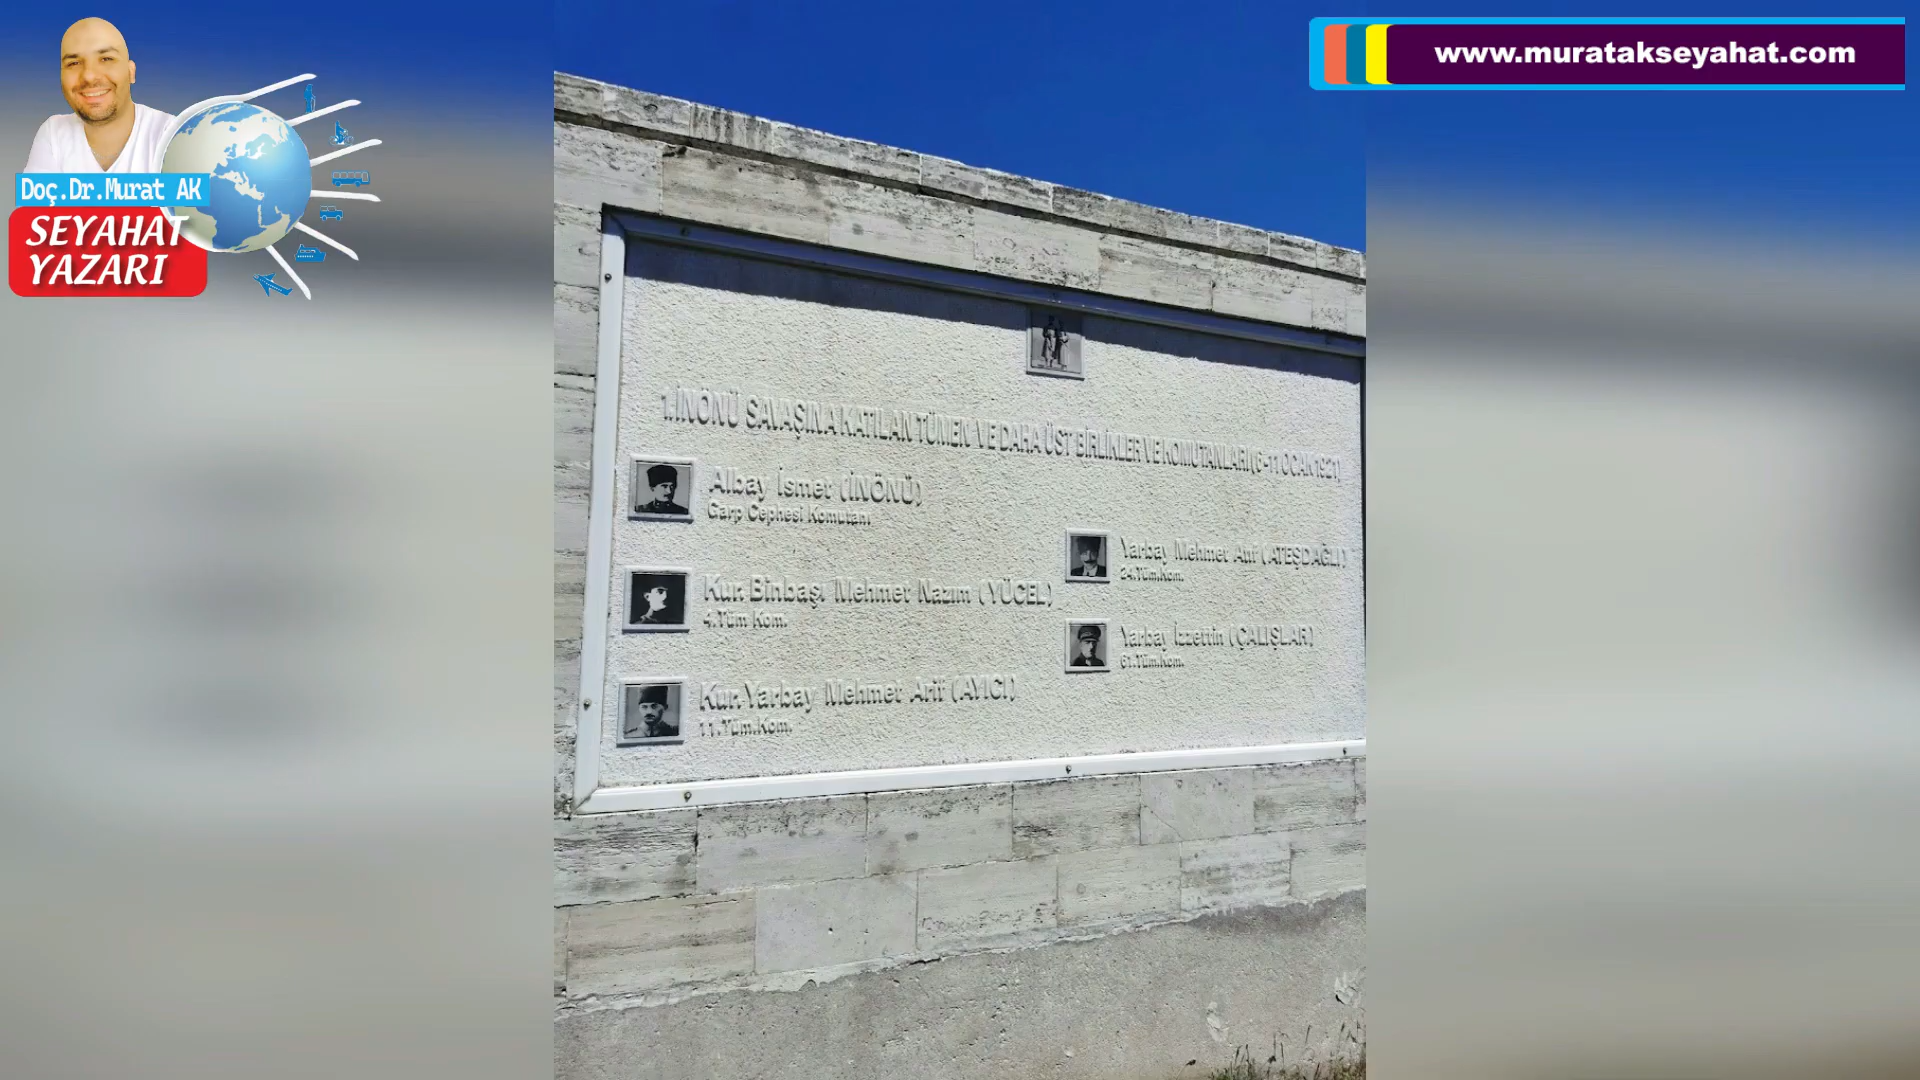 Doç.Dr.Murat AK
SEYAHAT
YAZARI
www.muratakseyahat.com
1.İNÖNÜ SAVAŞINA KATILAN TÜMEN VE DAHA ÜST BİRLİKLER VE KOMUTANLARI(6-11 OCAK 1921)
Albay İsmet (İNÖNÜ)
Garp Cephesi Komutanı
Kur. Binbaşı Mehmet Nazım (YÜCEL)
4.Tüm Kom.
Kur.Yarbay Mehmet Arif (AYICI)
11.Tüm.Kom.
Yarbay Mehmet Atıf (ATEŞDAĞLI)
24.Tüm.Kom.
Yarbay İzzettin (ÇALIŞLAR)
61.Tüm.Kom.